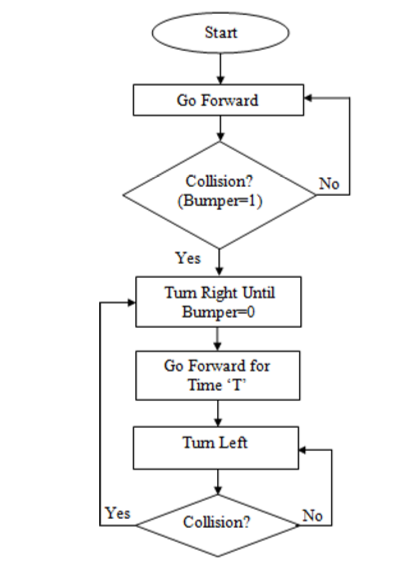 Start
Go Forward
Collision?
(Bumper=1)
No
Yes
Turn Right Until
Bumper=0
Go Forward for
Time ‘T’
Turn Left
Yes
Collision?
No